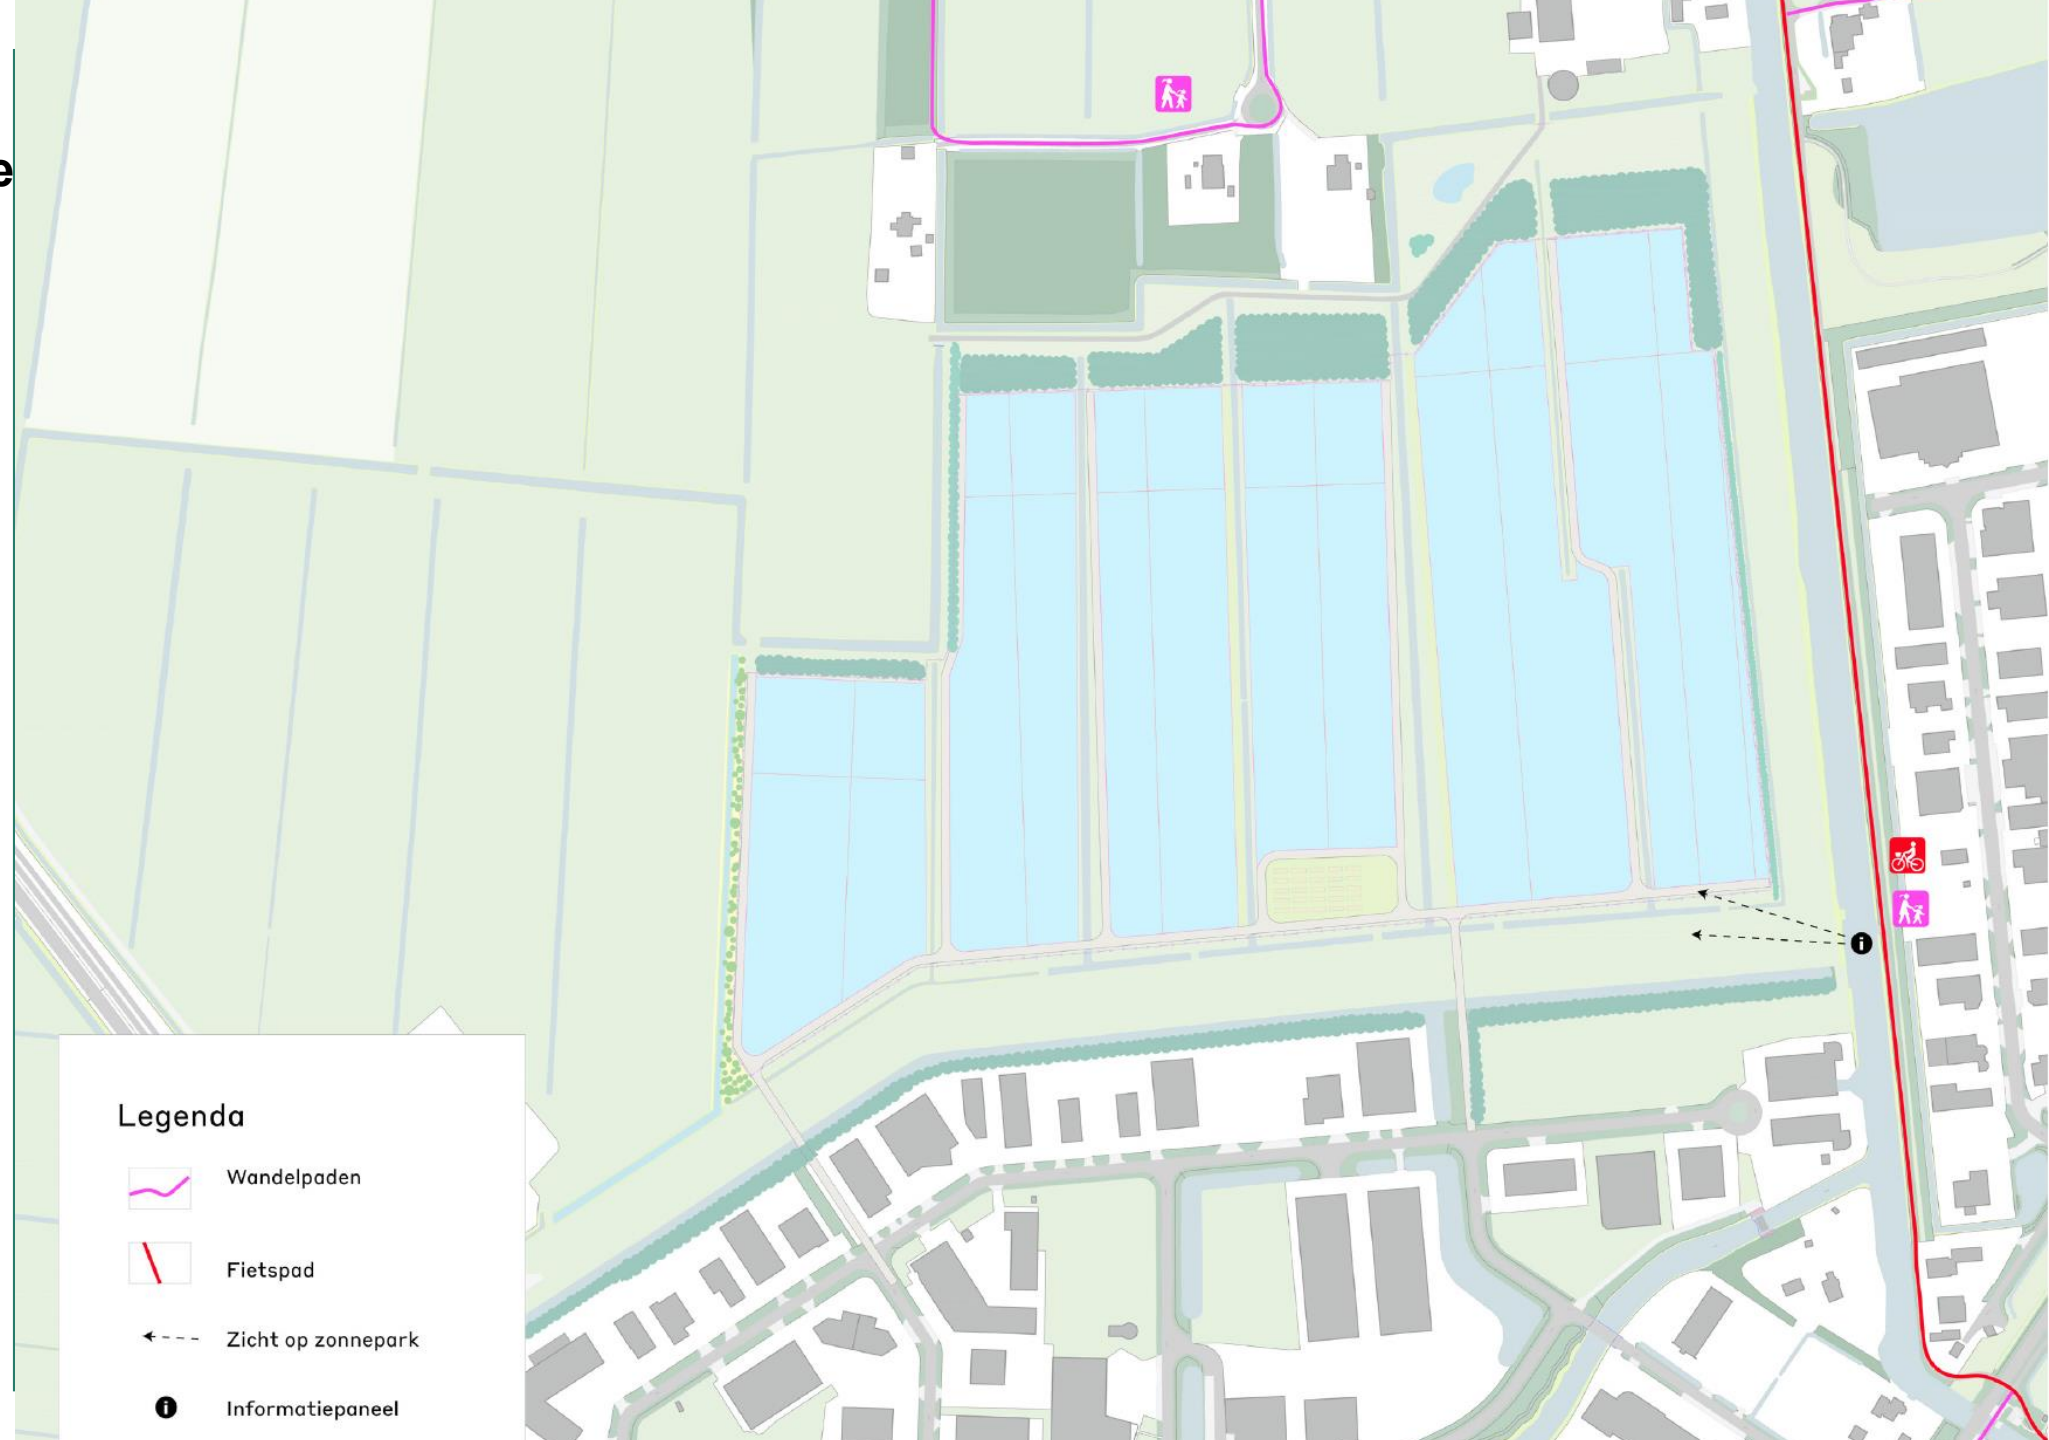 e
Legenda
Wandelpaden
Fietspad
Zicht op zonnepark
Informatiepaneel